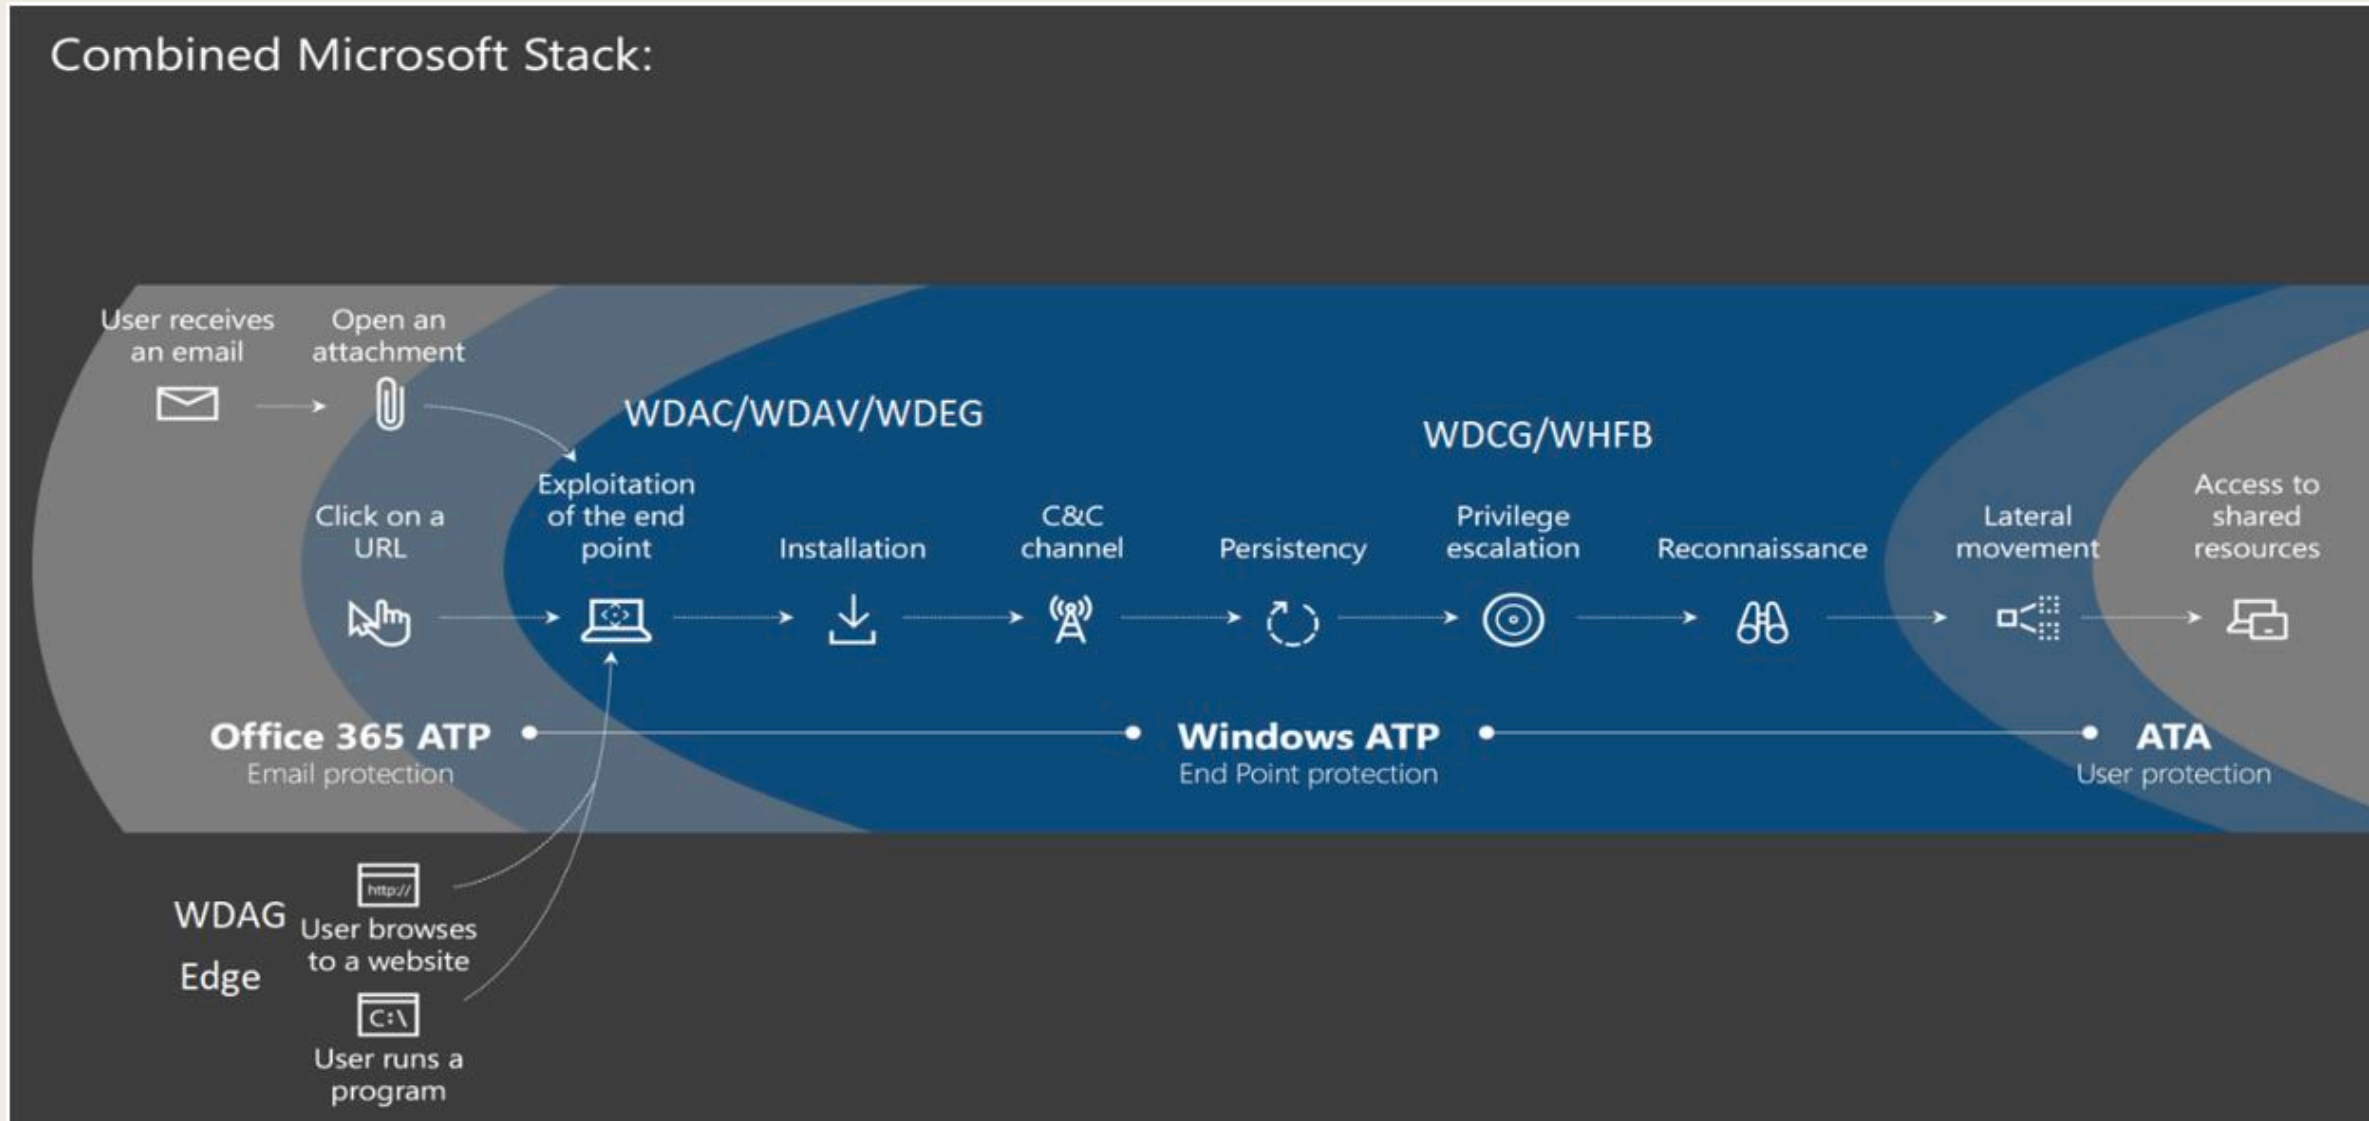 Combined Microsoft Stack:
User receives
an email
Open an
attachment
WDAC/WDAV/WDEG
WDCG/WHFB
Click on a
URL
Exploitation
of the end
point
Installation
C&C
channel
Persistency
Privilege
escalation
Reconnaissance
Lateral
movement
Access to
shared
resources
Office 365 ATP
Email protection
Windows ATP
End Point protection
ATA
User protection
WDAG
Edge
http://
User browses
to a website
C:\
User runs a
program